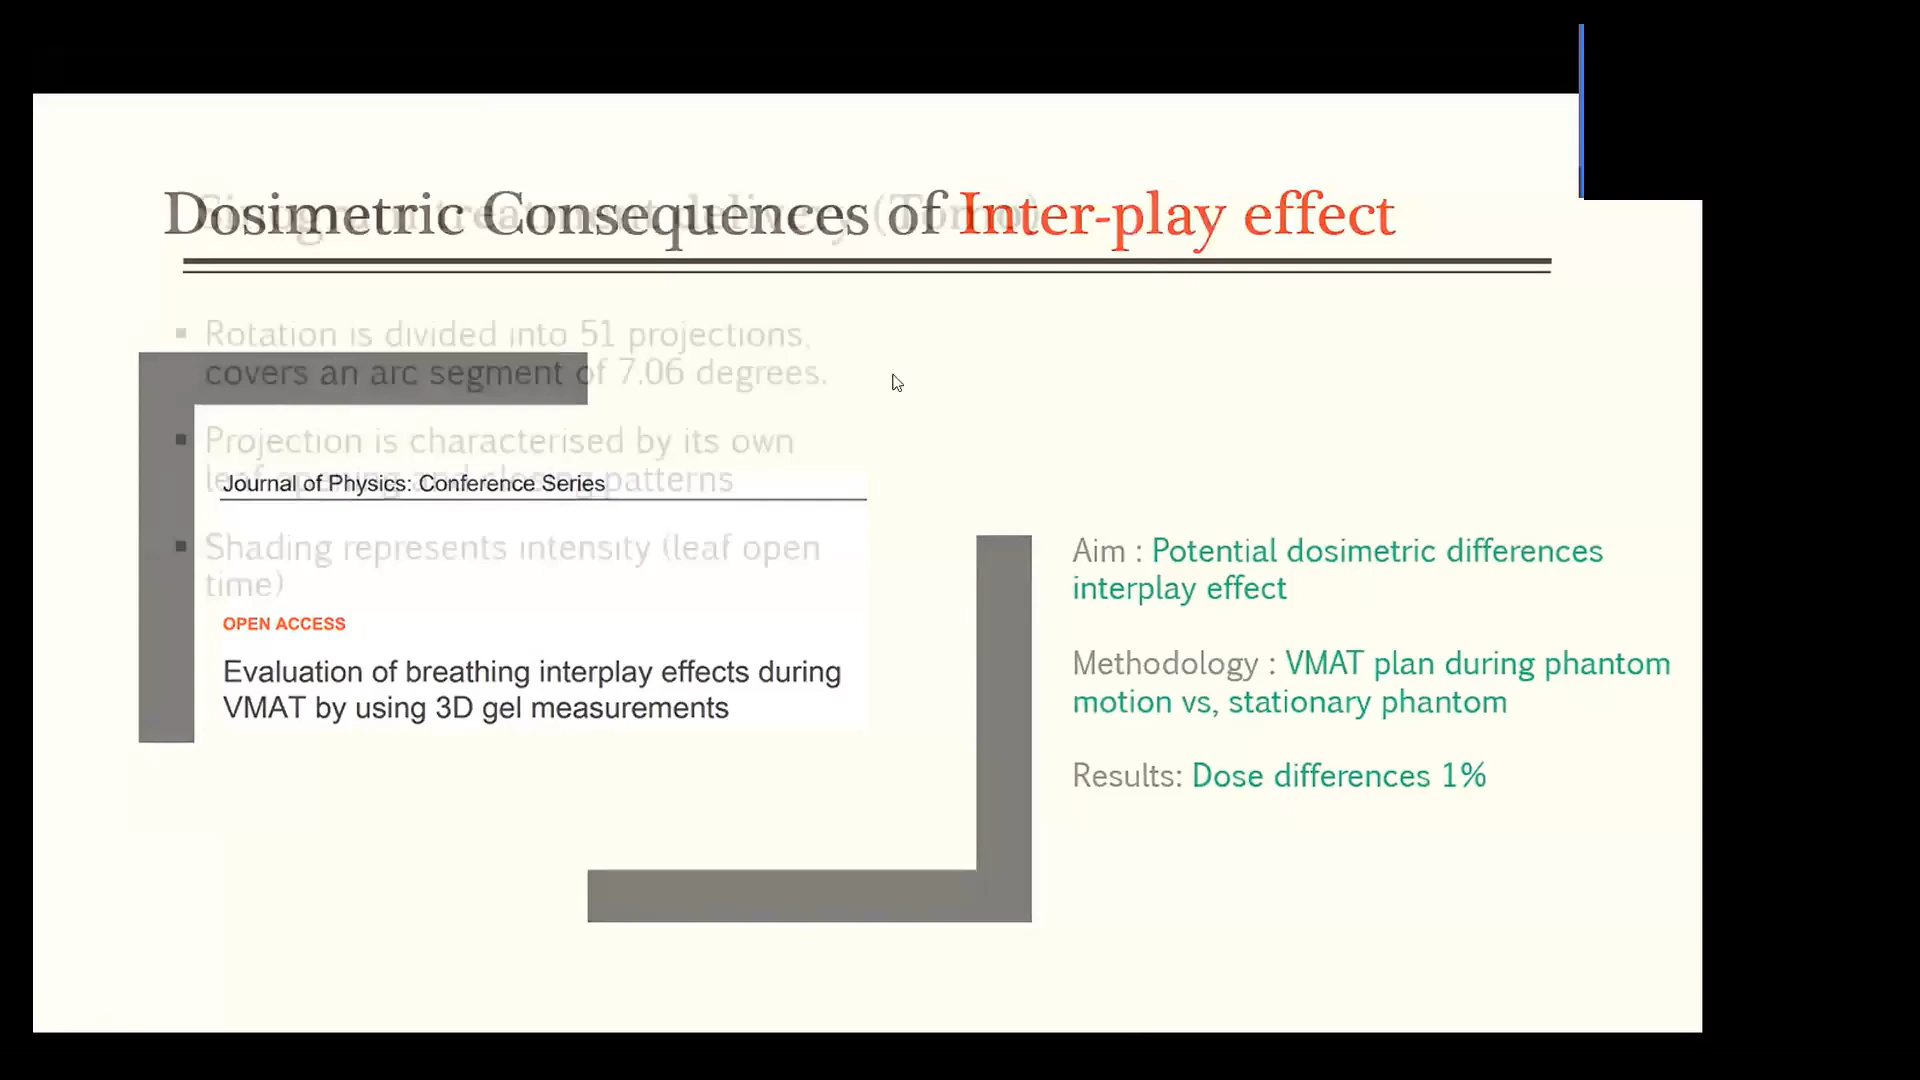 Dosimetric Consequences of Inter-play effect
Rotation is divided into 51 projections,
covers an arc segment of 7.06 degrees.
Projection is characterised by its own
leaf opening and closing patterns
Shading represents intensity (leaf open
time)
Journal of Physics: Conference Series
OPEN ACCESS
Evaluation of breathing interplay effects during
VMAT by using 3D gel measurements
Aim : Potential dosimetric differences
interplay effect
Methodology : VMAT plan during phantom
motion vs, stationary phantom
Results: Dose differences 1%